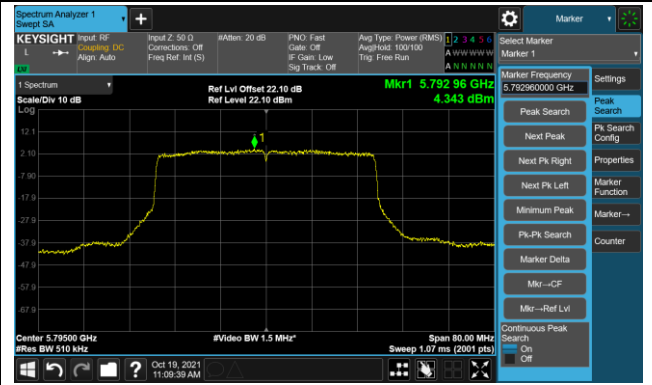 Spectrum Analyzer 1
Swept SA
+
Marker
KEYSIGHT
L
Input: RF
Coupling: DC
Align: Auto
Input Z: 50 Ω
Corrections: Off
Freq Ref: Int (S)
#Atten: 20 dB
PNO: Fast
Gate: Off
IF Gain: Low
Sig Track: Off
Avg Type: Power (RMS)
Avg|Hold: 100/100
Trig: Free Run
1 2 3 4 5 6
A W W W W W
A N N N N N
Select Marker
Marker 1
1 Spectrum
Scale/Div 10 dB
Log
Ref Lvl Offset 22.10 dB
Ref Level 22.10 dBm
Mkr1 5.792 96 GHz
4.343 dBm
1
12.1
2.10
-7.90
-17.9
-27.9
-37.9
-47.9
-57.9
-67.9
Center 5.79500 GHz
#Res BW 510 kHz
#Video BW 1.5 MHz*
Span 80.00 MHz
Sweep 1.07 ms (2001 pts)
Marker Frequency
5.792960000 GHz
Peak Search
Next Peak
Next Pk Right
Next Pk Left
Minimum Peak
Pk-Pk Search
Marker Delta
Mkr→CF
Mkr→Ref Lvl
Continuous Peak
Search
On
Off
Settings
Peak
Search
Pk Search
Config
Properties
Marker
Function
Marker→
Counter
?
Oct 19, 2021
11:09:39 AM